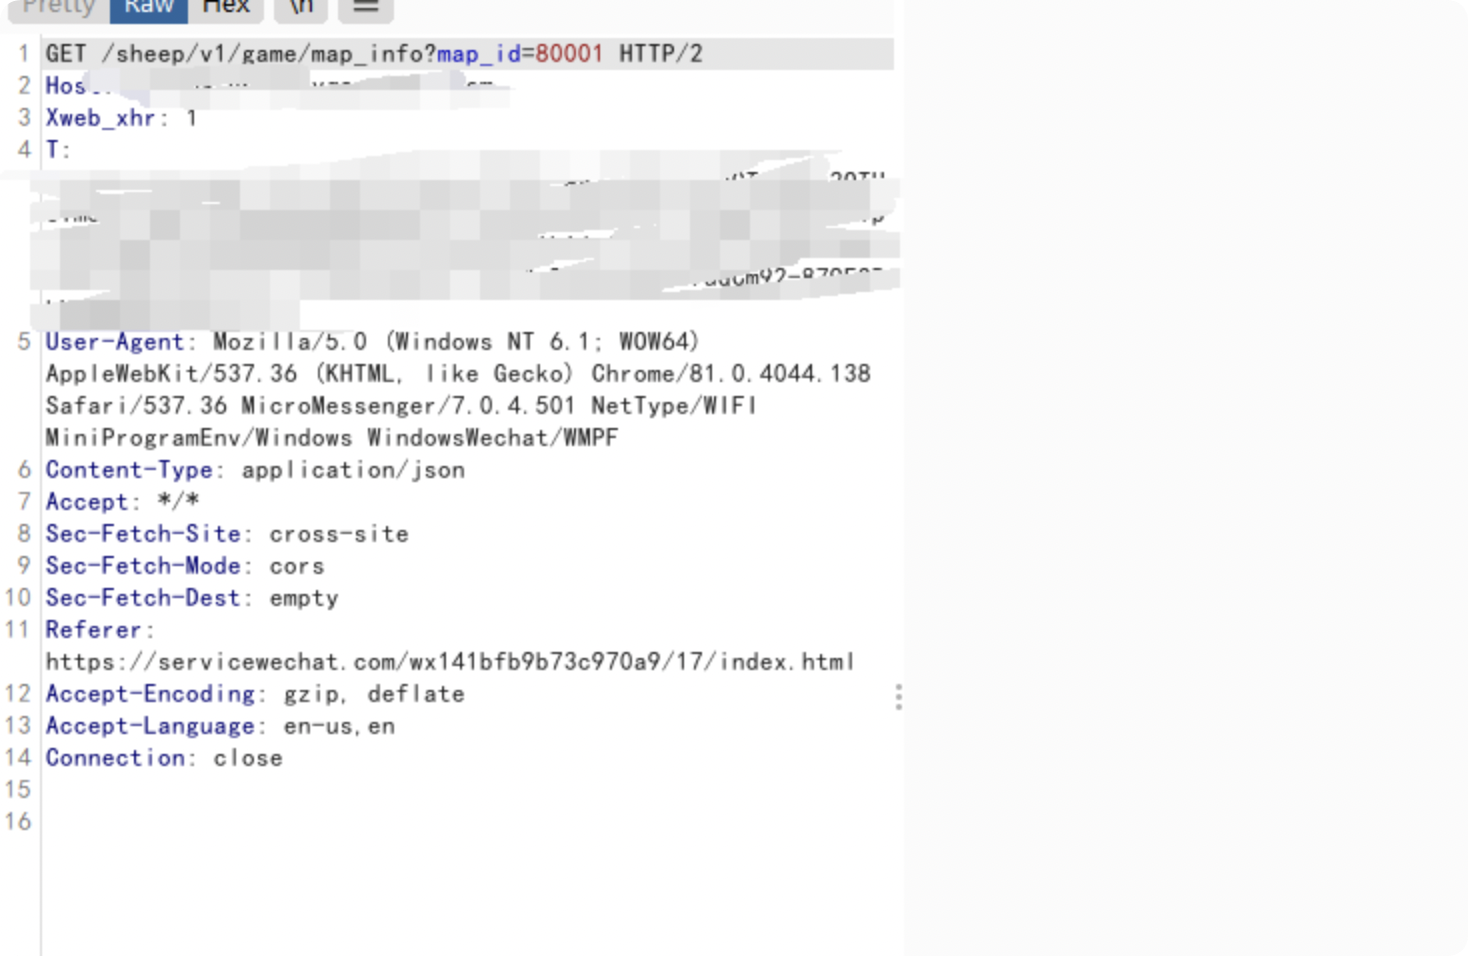 Pretty Raw Hex \n
1 GET /sheep/v1/game/map_info?map_id=80001 HTTP/2
2
3 Xweb_xhr: 1
4 T:
5 User-Agent: Mozilla/5.0 (Windows NT 6.1; WOW64)
AppleWebKit/537.36 (KHTML, like Gecko) Chrome/81.0.4044.138
Safari/537.36 MicroMessenger/7.0.4.501 NetType/WIFI
MiniProgramEnv/Windows WindowsWechat/WMPF
6 Content-Type: application/json
7 Accept: */*
8 Sec-Fetch-Site: cross-site
9 Sec-Fetch-Mode: cors
10 Sec-Fetch-Dest: empty
11 Referer:
https://servicewechat.com/wx141bfb9b73c970a9/17/index.html
12 Accept-Encoding: gzip, deflate
13 Accept-Language: en-us,en
14 Connection: close
15
16